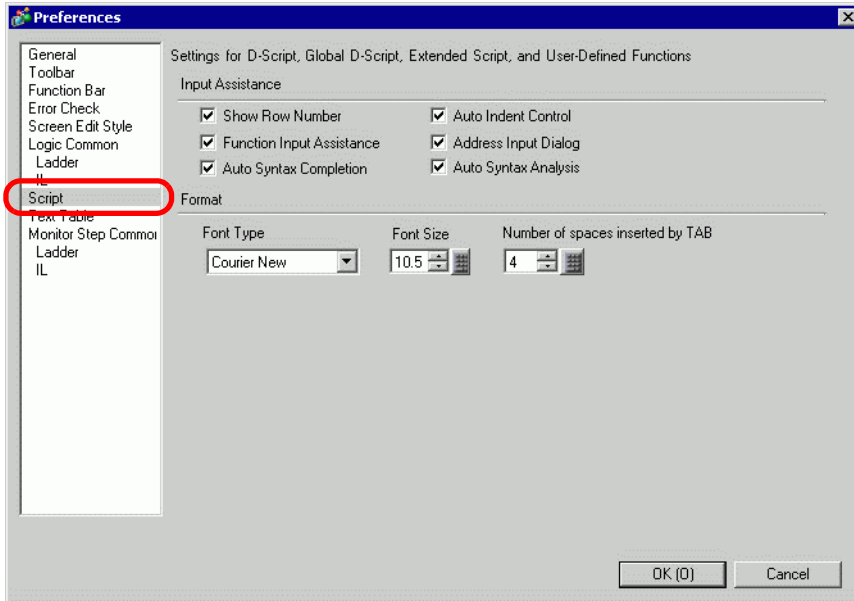 Preferences
General
Toolbar
Function Bar
Error Check
Screen Edit Style
Logic Common
Ladder
IL
Script
Text Table
Monitor Step Common
Ladder
IL
Settings for D-Script, Global D-Script, Extended Script, and User-Defined Functions
Input Assistance
Show Row Number
Auto Indent Control
Function Input Assistance
Address Input Dialog
Auto Syntax Completion
Auto Syntax Analysis
Format
Font Type
Font Size
Number of spaces inserted by TAB
Courier New
10.5
4
OK (O)
Cancel